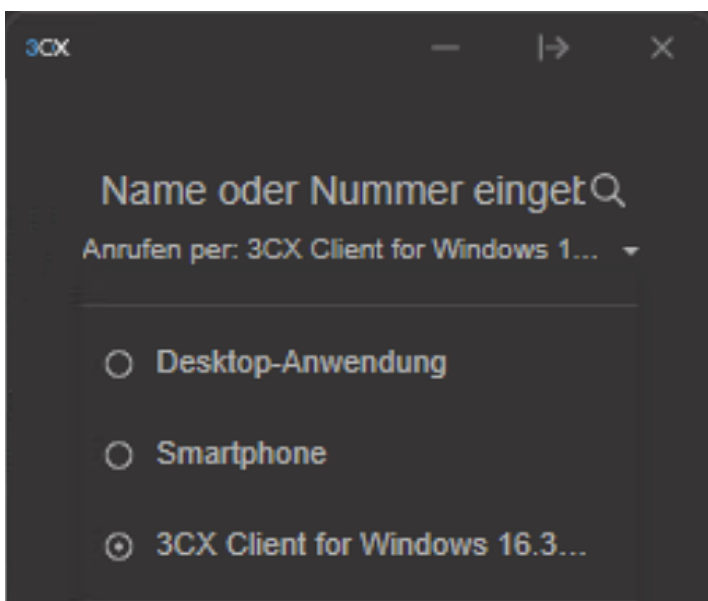 3CX
Name oder Nummer einget
Anrufen per: 3CX Client for Windows 1...
Desktop-Anwendung
Smartphone
3CX Client for Windows 16.3...